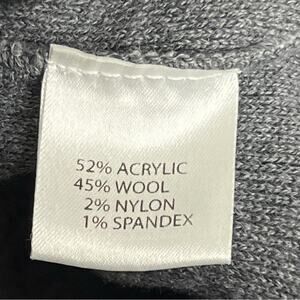 52% ACRYLIC
45% WOOL
2% NYLON
1% SPANDEX